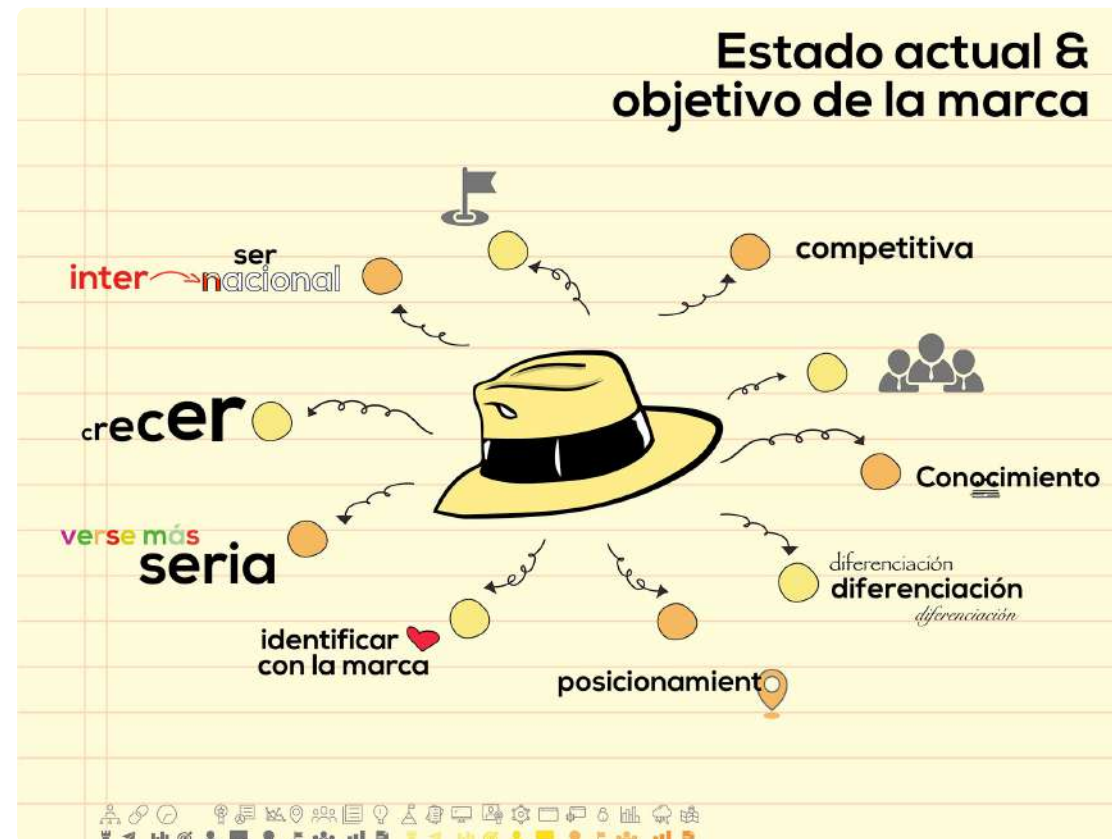 Estado actual &
objetivo de la marca
ser
inter nacional
competitiva
crecer
Conocimiento
verse más
seria
diferenciación
diferenciación
diferenciación
identificar
con la marca
posicionamient